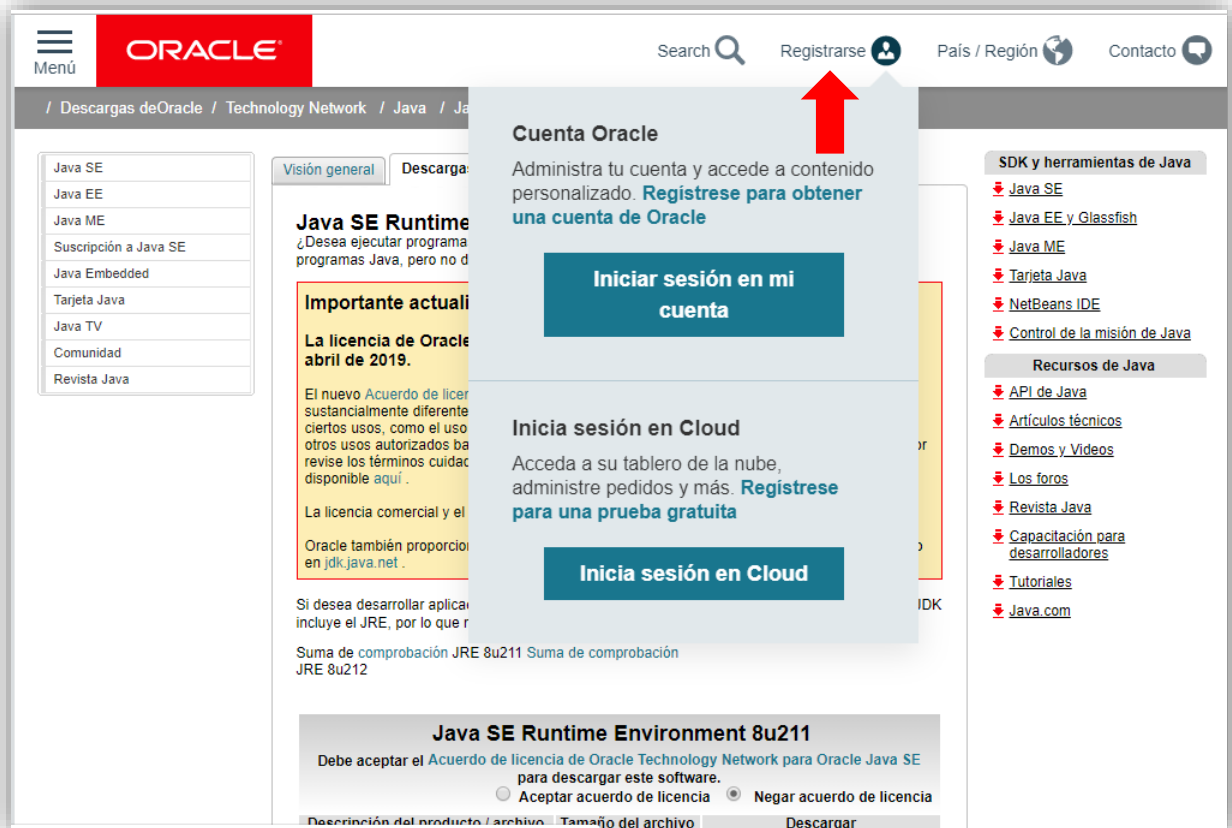 Menú
ORACLE
Search
Registrarse
País / Región
Contacto
/ Descargas deOracle / Technology Network / Java / Ja
Java SE
Java EE
Java ME
Suscripción a Java SE
Java Embedded
Tarjeta Java
Java TV
Comunidad
Revista Java
Visión general
Descarga
Java SE Runtime
¿Desea ejecutar programa
programas Java, pero no d
Importante actuali
La licencia de Oracle
abril de 2019.
El nuevo Acuerdo de licen
sustancialmente diferente
ciertos usos, como el uso
otros usos autorizados ba
revise los términos cuidad
disponible aquí .
La licencia comercial y el
Oracle también proporcion
en jdk.java.net .
Si desea desarrollar aplica JDK
incluye el JRE, por lo que
Suma de comprobación JRE 8u211 Suma de comprobación
JRE 8u212
Cuenta Oracle
Administra tu cuenta y accede a contenido
personalizado. Regístrese para obtener
una cuenta de Oracle
Iniciar sesión en mi
cuenta
Inicia sesión en Cloud
Acceda a su tablero de la nube,
administre pedidos y más. Regístrese
para una prueba gratuita
Inicia sesión en Cloud
Java SE Runtime Environment 8u211
Debe aceptar el Acuerdo de licencia de Oracle Technology Network para Oracle Java SE
para descargar este software.
Aceptar acuerdo de licencia Negar acuerdo de licencia
Descripción del producto / archivo Tamaño del archivo Descargar
SDK y herramientas de Java
Java SE
Java EE y Glassfish
Java ME
Tarjeta Java
NetBeans IDE
Control de la misión de Java
Recursos de Java
API de Java
Artículos técnicos
Demos y Videos
Los foros
Revista Java
Capacitación para
desarrolladores
Tutoriales
Java.com